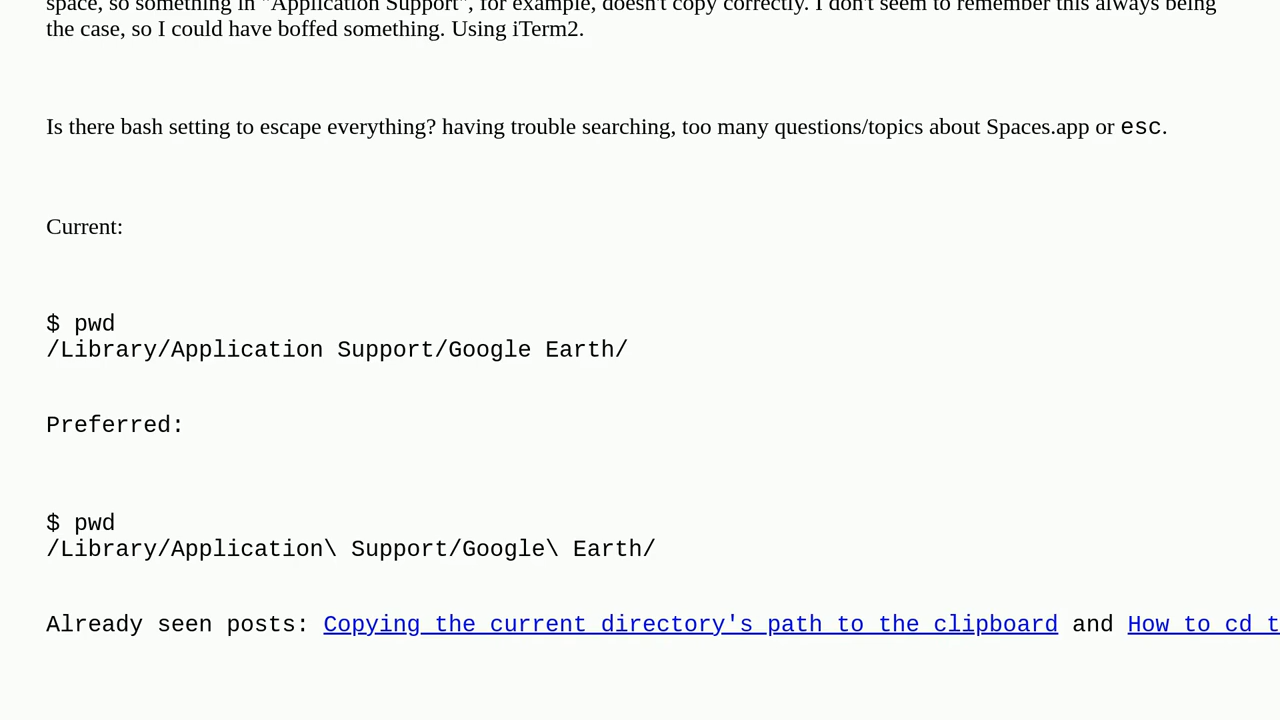 space, so something in "Application Support", for example, doesn't copy correctly. I don't seem to remember this always being
the case, so I could have boffed something. Using iTerm2.
Is there bash setting to escape everything? having trouble searching, too many questions/topics about Spaces.app or esc.
Current:
$ pwd
/Library/Application Support/Google Earth/
Preferred:
$ pwd
/Library/Application\ Support/Google\ Earth/
Already seen posts: Copying the current directory's path to the clipboard and How to cd t